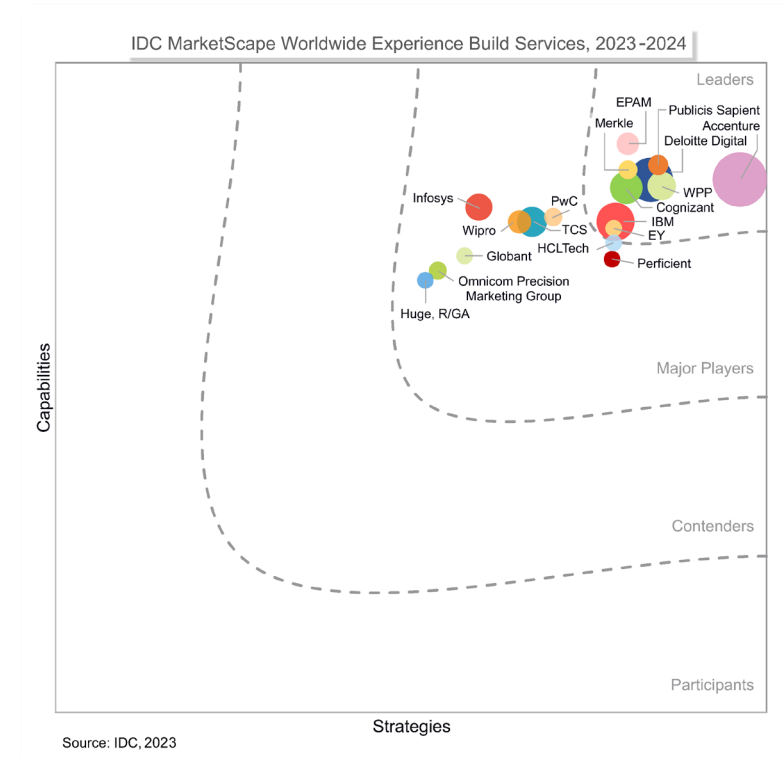 IDC MarketScape Worldwide Experience Build Services, 2023-2024
Leaders
EPAM
Publicis Sapient
Merkle
Accenture
Deloitte Digital
WPP
Infosys
PwC
Cognizant
Wipro
TCS
IBM
EY
HCLTech
Globant
Perficient
Omnicom Precision
Marketing Group
Huge, R/GA
Major Players
Capabilities
Contenders
Participants
Strategies
Source: IDC, 2023